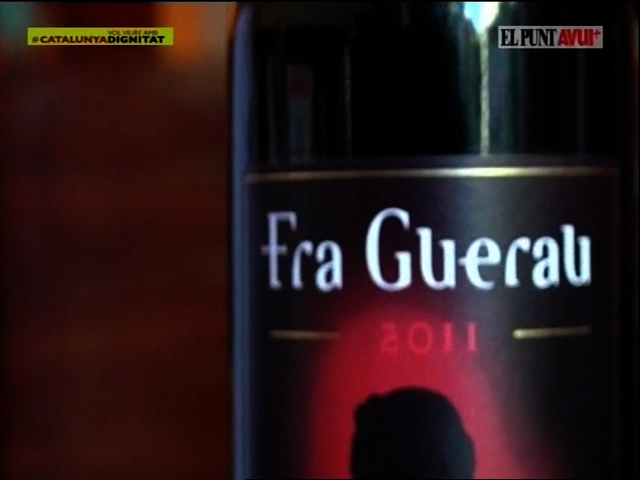 VOL VIURE AMB
#CATALUNYADIGNITAT
EL PUNT AVUI+
Fra Guerau
2011